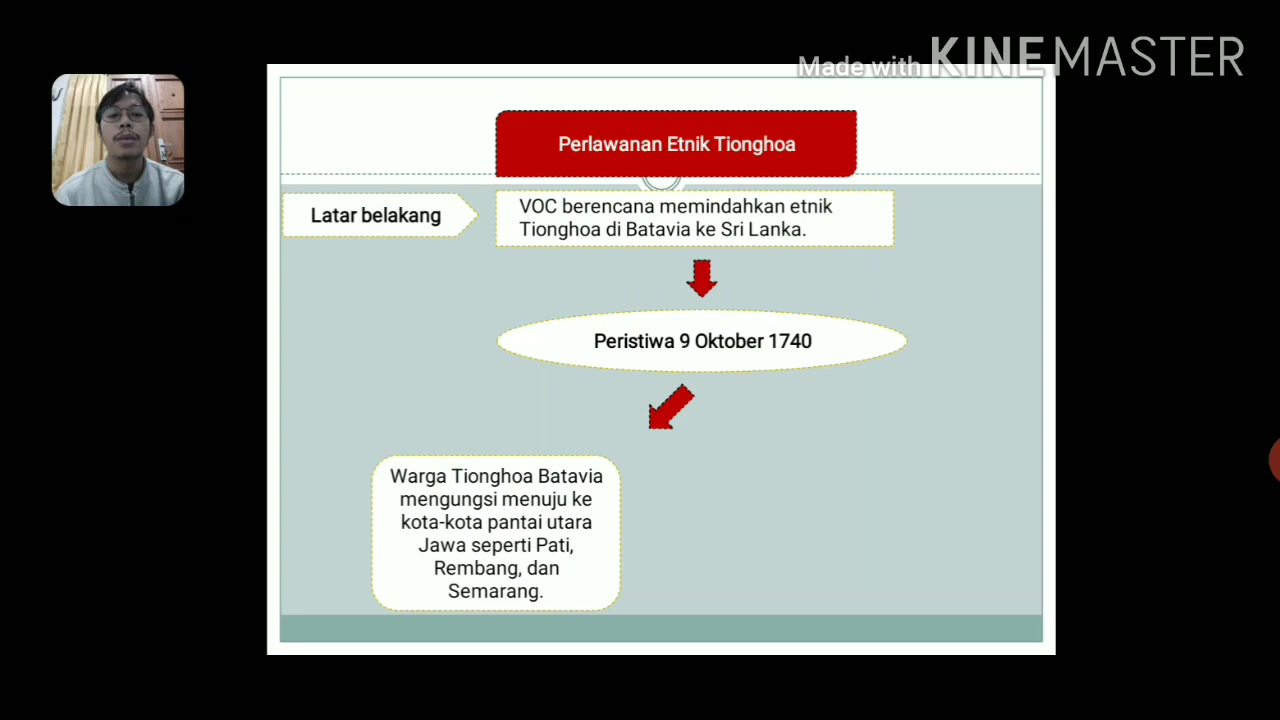 Made with KINEMASTER
Perlawanan Etnik Tionghoa
Latar belakang
VOC berencana memindahkan etnik
Tionghoa di Batavia ke Sri Lanka.
Peristiwa 9 Oktober 1740
Warga Tionghoa Batavia
mengungsi menuju ke
kota-kota pantai utara
Jawa seperti Pati,
Rembang, dan
Semarang.